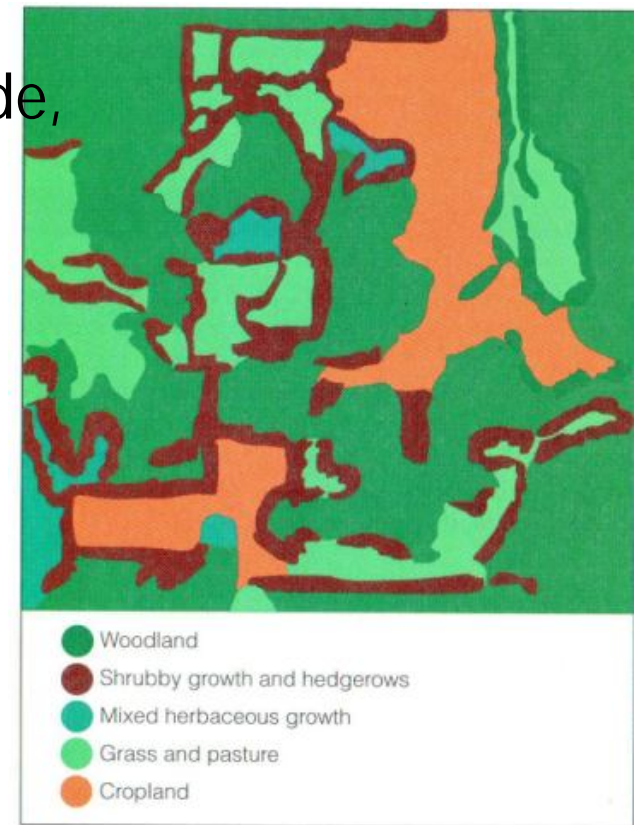 de,
Woodland
Shrubby growth and hedgerows
Mixed herbaceous growth
Grass and pasture
Cropland